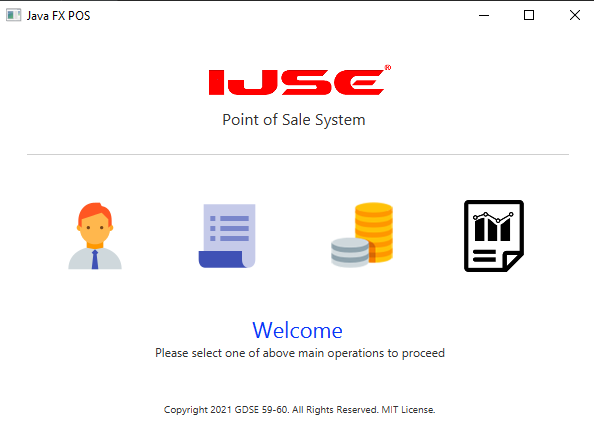 Java FX POS
IJSE®
Point of Sale System
Welcome
Please select one of above main operations to proceed
Copyright 2021 GDSE 59-60. All Rights Reserved. MIT License.